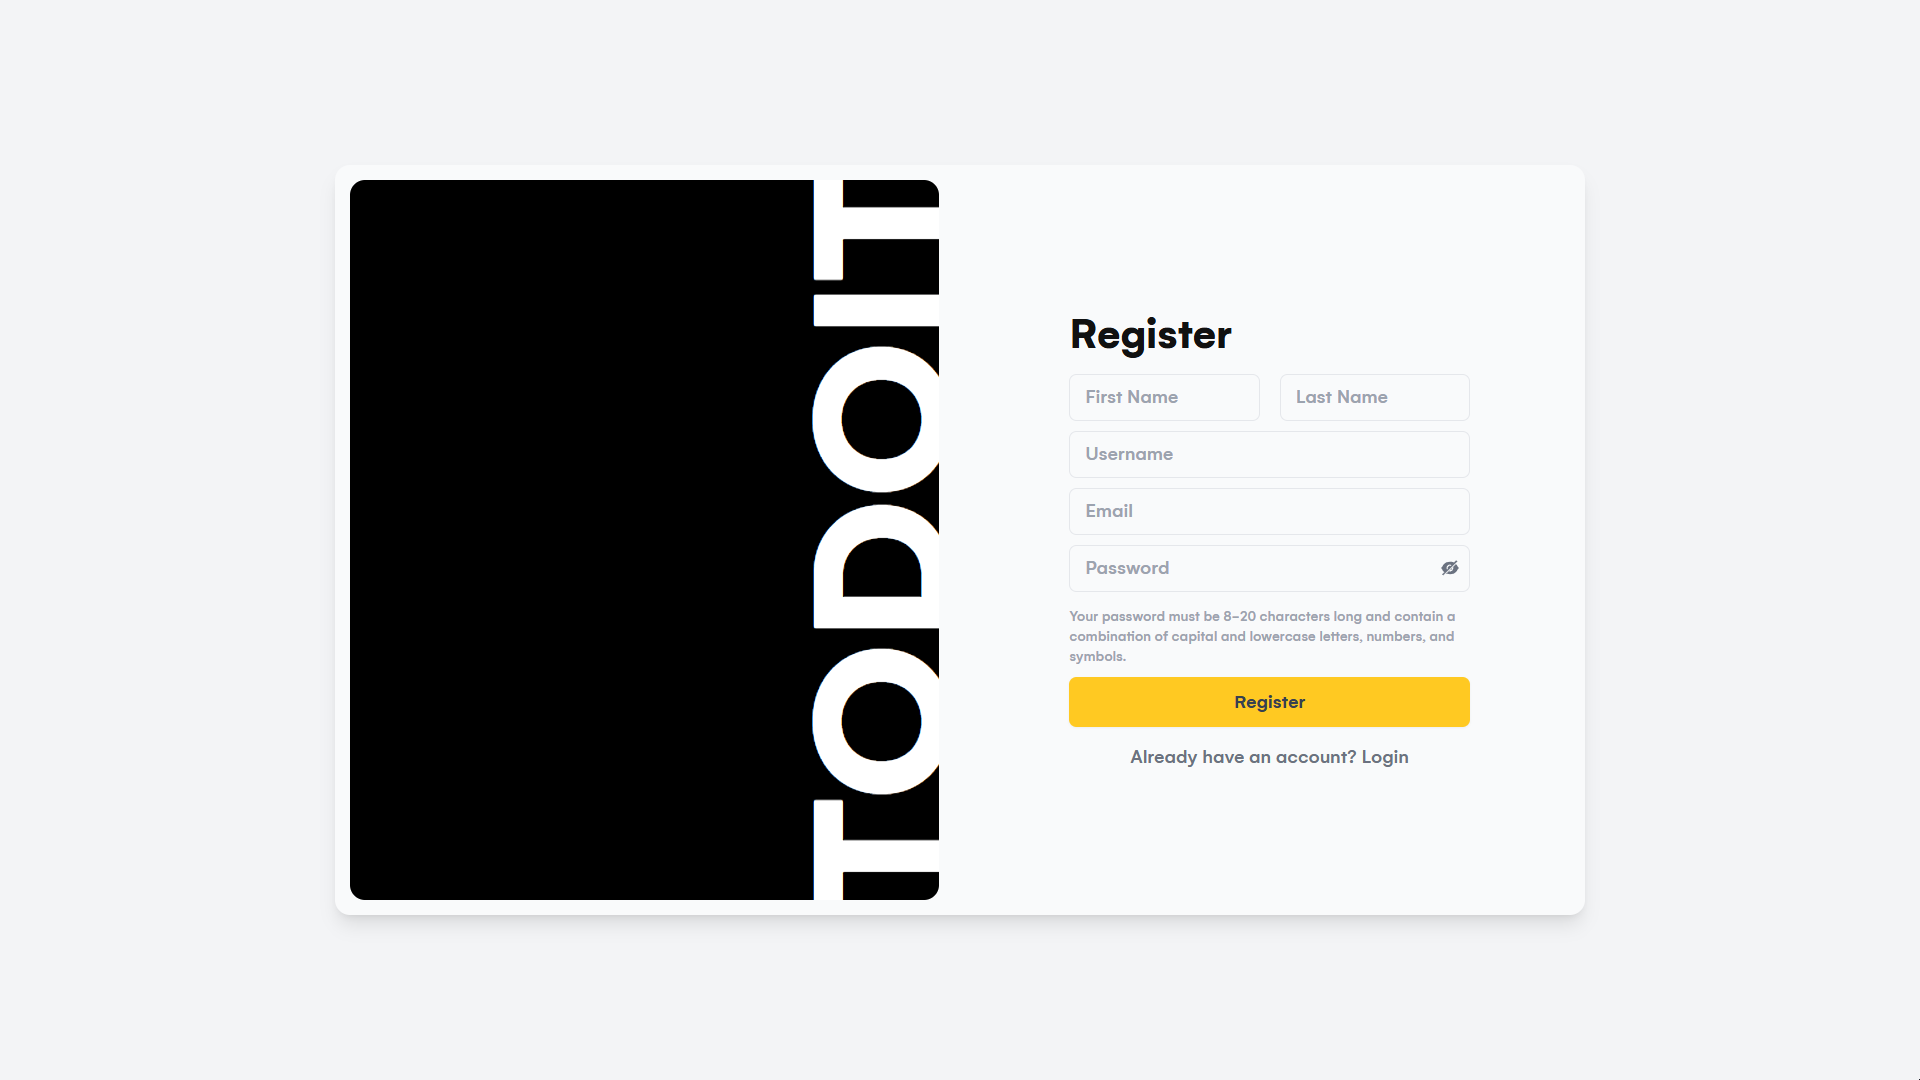 TODOIT
Register
First Name
Last Name
Username
Email
Password
Your password must be 8-20 characters long and contain a
combination of capital and lowercase letters, numbers, and
symbols.
Register
Already have an account? Login